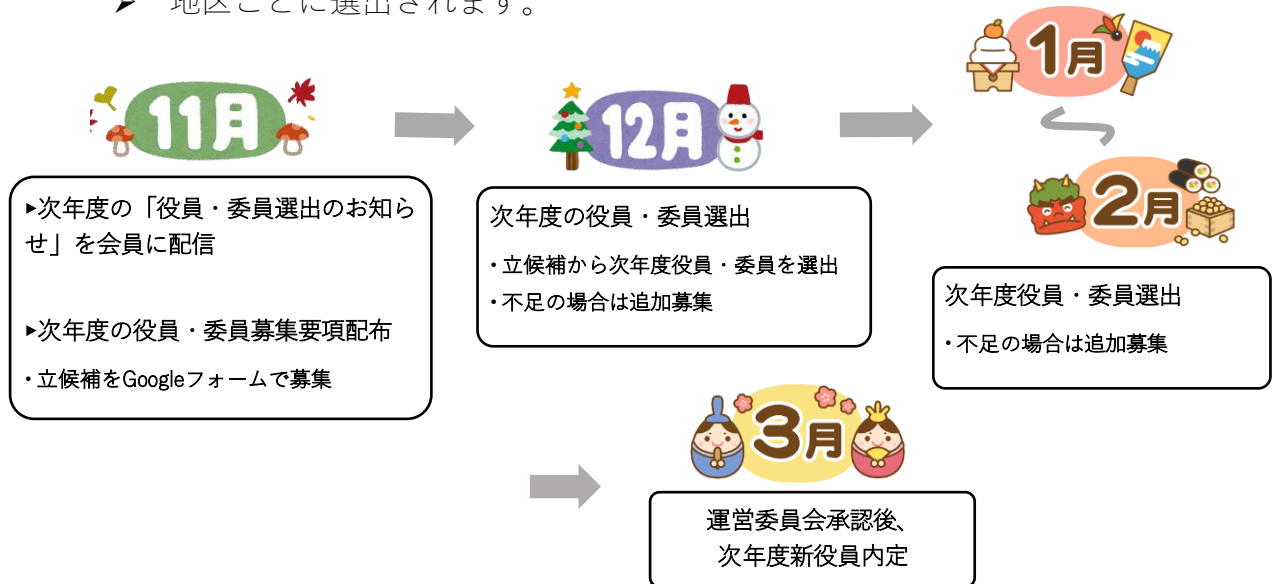 ➤ 地区ごとに選出されます。
11月
▸次年度の「役員・委員選出のお知ら
せ」を会員に配信
▸次年度の役員・委員募集要項配布
・立候補をGoogleフォームで募集
12月
次年度の役員・委員選出
・立候補から次年度役員・委員を選出
・不足の場合は追加募集
1月
2月
次年度役員・委員選出
・不足の場合は追加募集
3月
運営委員会承認後、
次年度新役員内定